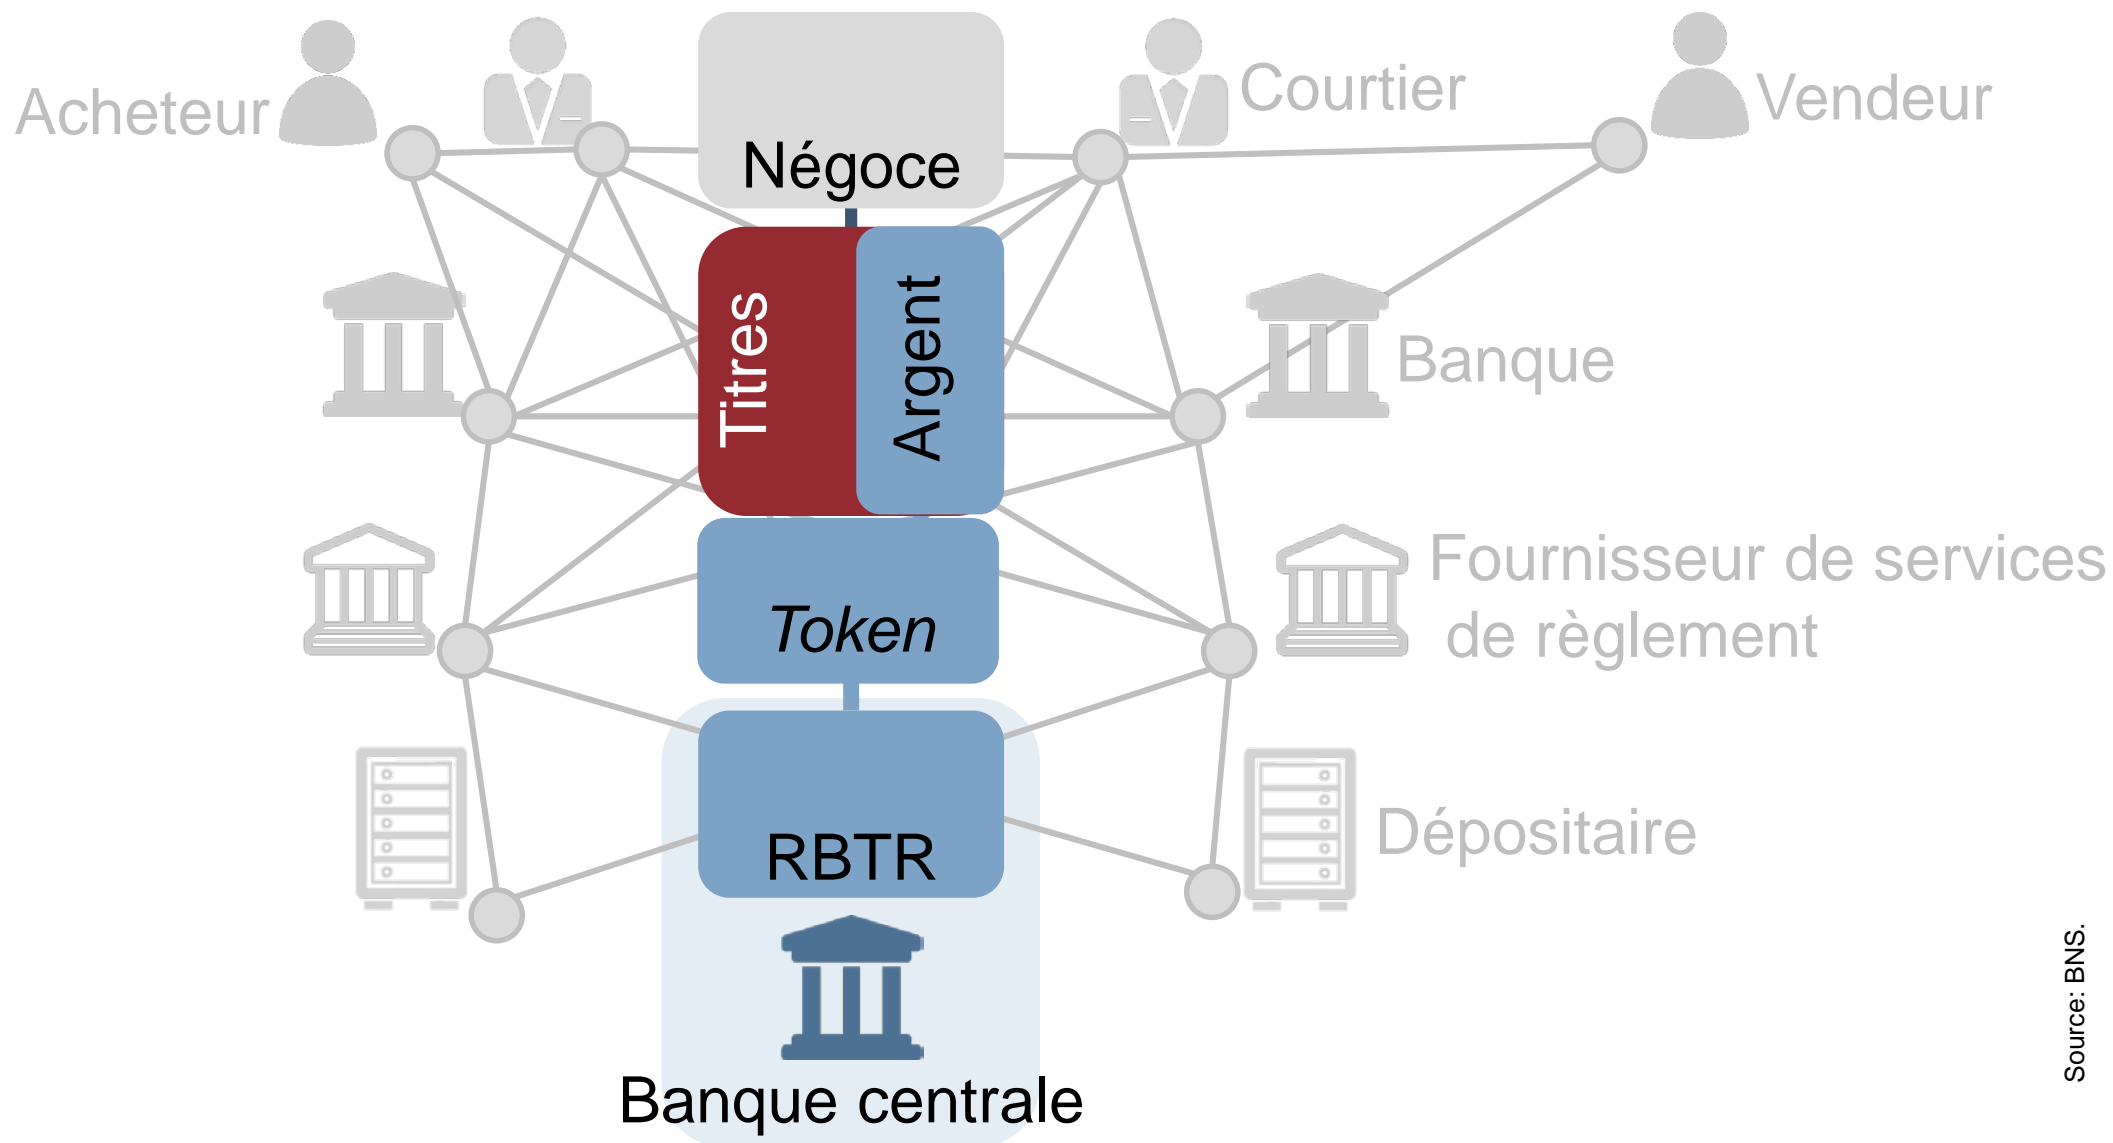 Acheteur
Courtier
Vendeur
Négoce
Titres
Argent
Banque
Token
Fournisseur de services
de règlement
RBTR
Dépositaire
Banque centrale
Source: BNS.